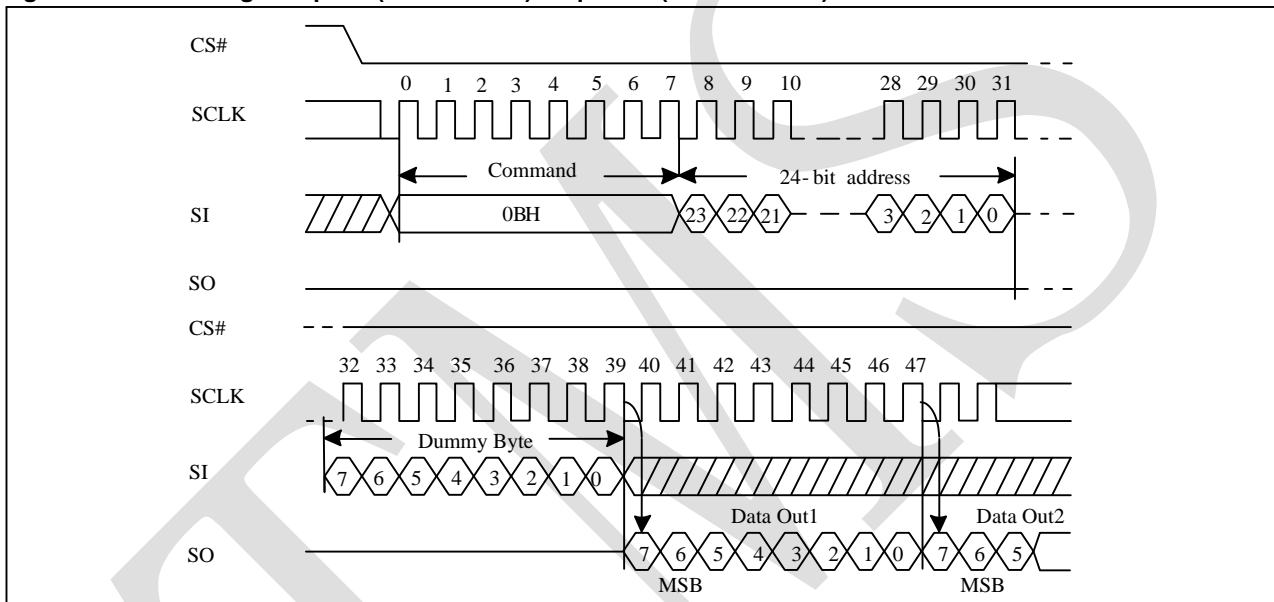 CS#
0 1 2 3 4 5 6 7 8 9 10 28 29 30 31
SCLK
Command 24- bit address
SI 0BH 23 22 21 3 2 1 0
SO
CS#
32 33 34 35 36 37 38 39 40 41 42 43 44 45 46 47
SCLK
Dummy Byte
SI 7 6 5 4 3 2 1 0
Data Out1 Data Out2
SO 7 6 5 4 3 2 1 0 7 6 5
MSB MSB